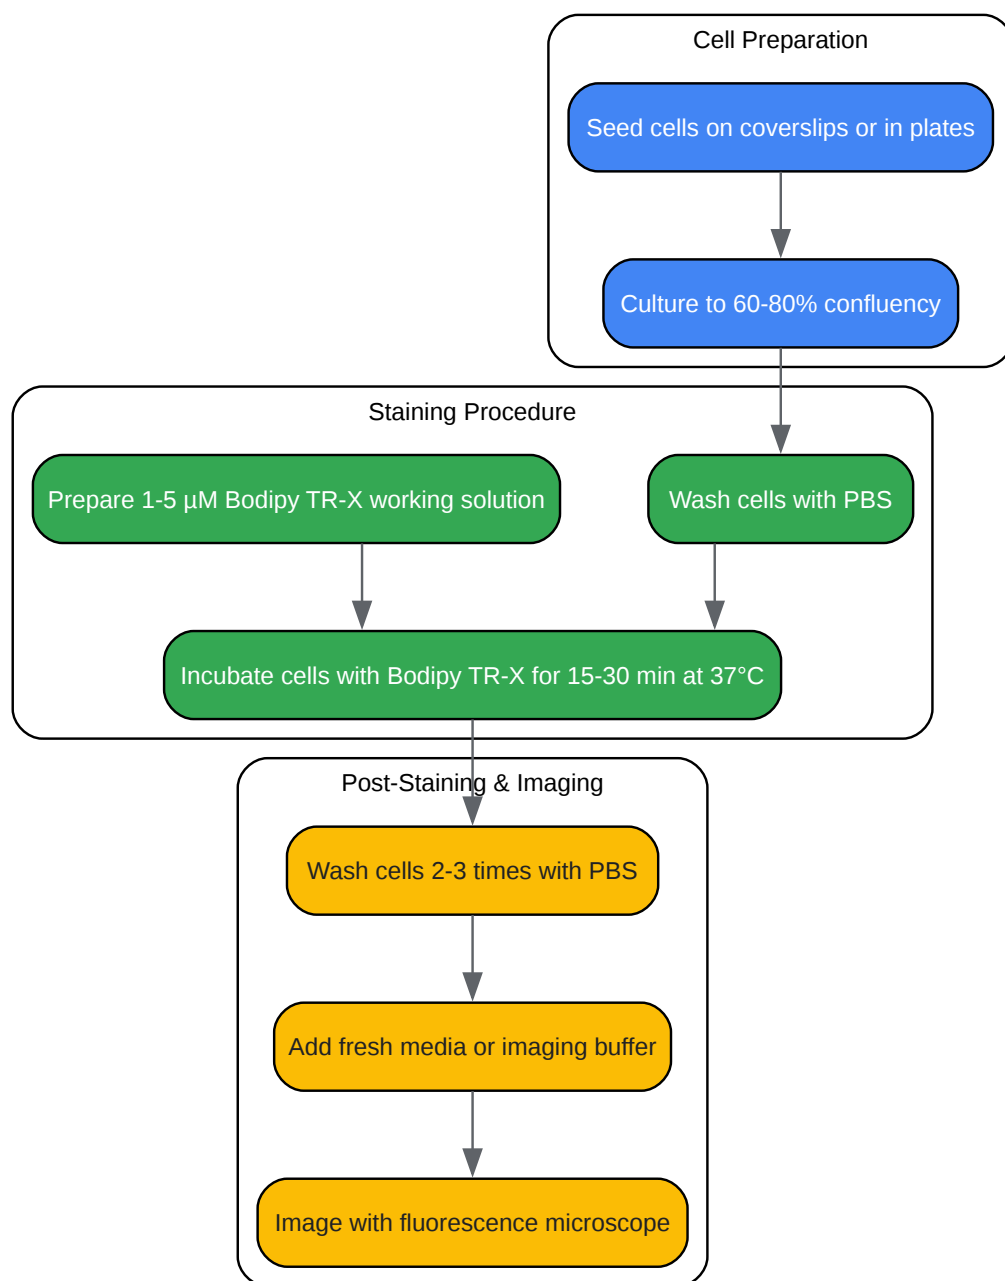 Cell Preparation
Seed cells on coverslips or in plates
Culture to 60-80% confluency
Staining Procedure
Prepare 1-5 µM Bodipy TR-X working solution
Wash cells with PBS
Incubate cells with Bodipy TR-X for 15-30 min at 37°C
Post-Staining & Imaging
Wash cells 2-3 times with PBS
Add fresh media or imaging buffer
Image with fluorescence microscope